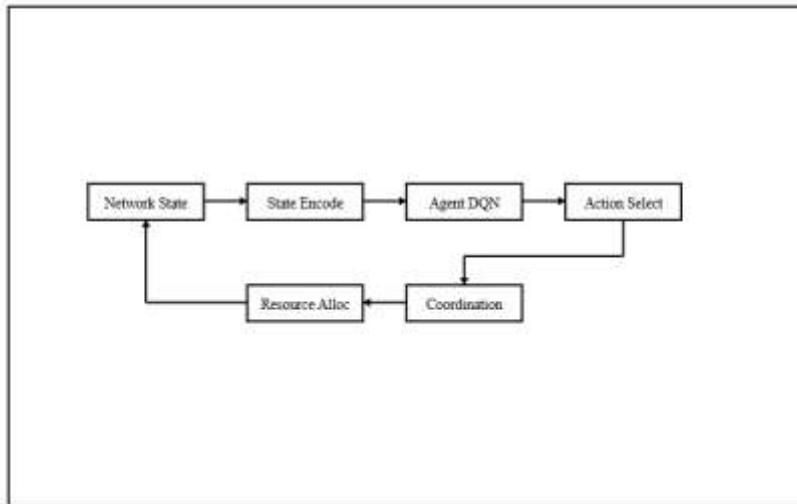 Network State
State Encode
Agent DQN
Action Select
Resource Alloc
Coordination